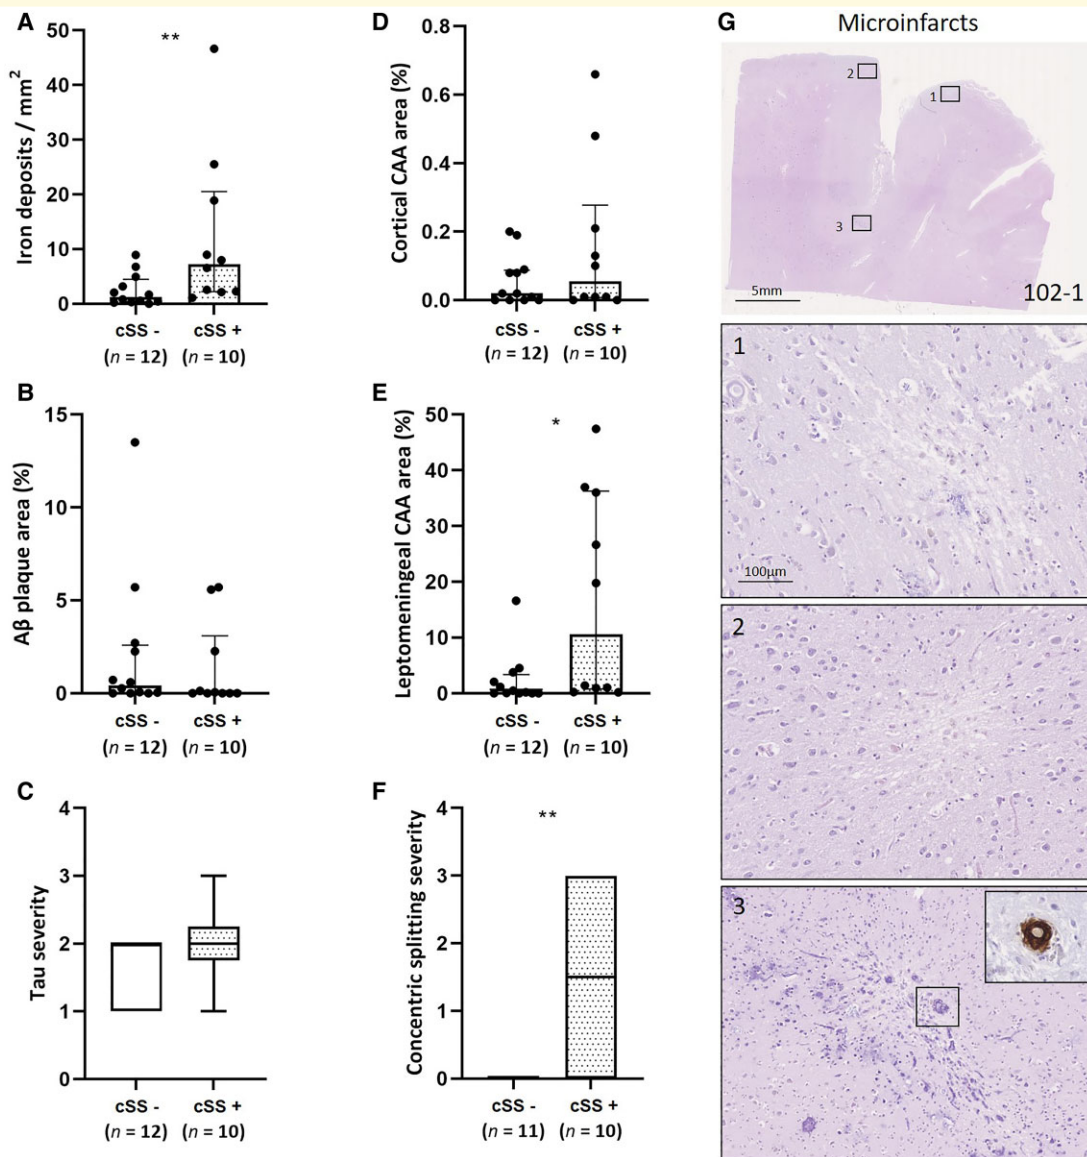 A
Iron deposits / mm²
50
40
30
20
10
0
**
cSS - cSS +
(n = 12) (n = 10)
B
Aβ plaque area (%)
15
10
5
0
cSS - cSS +
(n = 12) (n = 10)
C
Tau severity
4
3
2
1
0
cSS - cSS +
(n = 12) (n = 10)
D
Cortical CAA area (%)
0.8
0.6
0.4
0.2
0.0
cSS - cSS +
(n = 12) (n = 10)
E
Leptomeningeal CAA area (%)
50
40
30
20
10
0
*
cSS - cSS +
(n = 12) (n = 10)
F
Concentric splitting severity
4
3
2
1
0
**
cSS - cSS +
(n = 11) (n = 10)
G
Microinfarcts
2
1
3
5mm
102-1
1
100µm
2
3